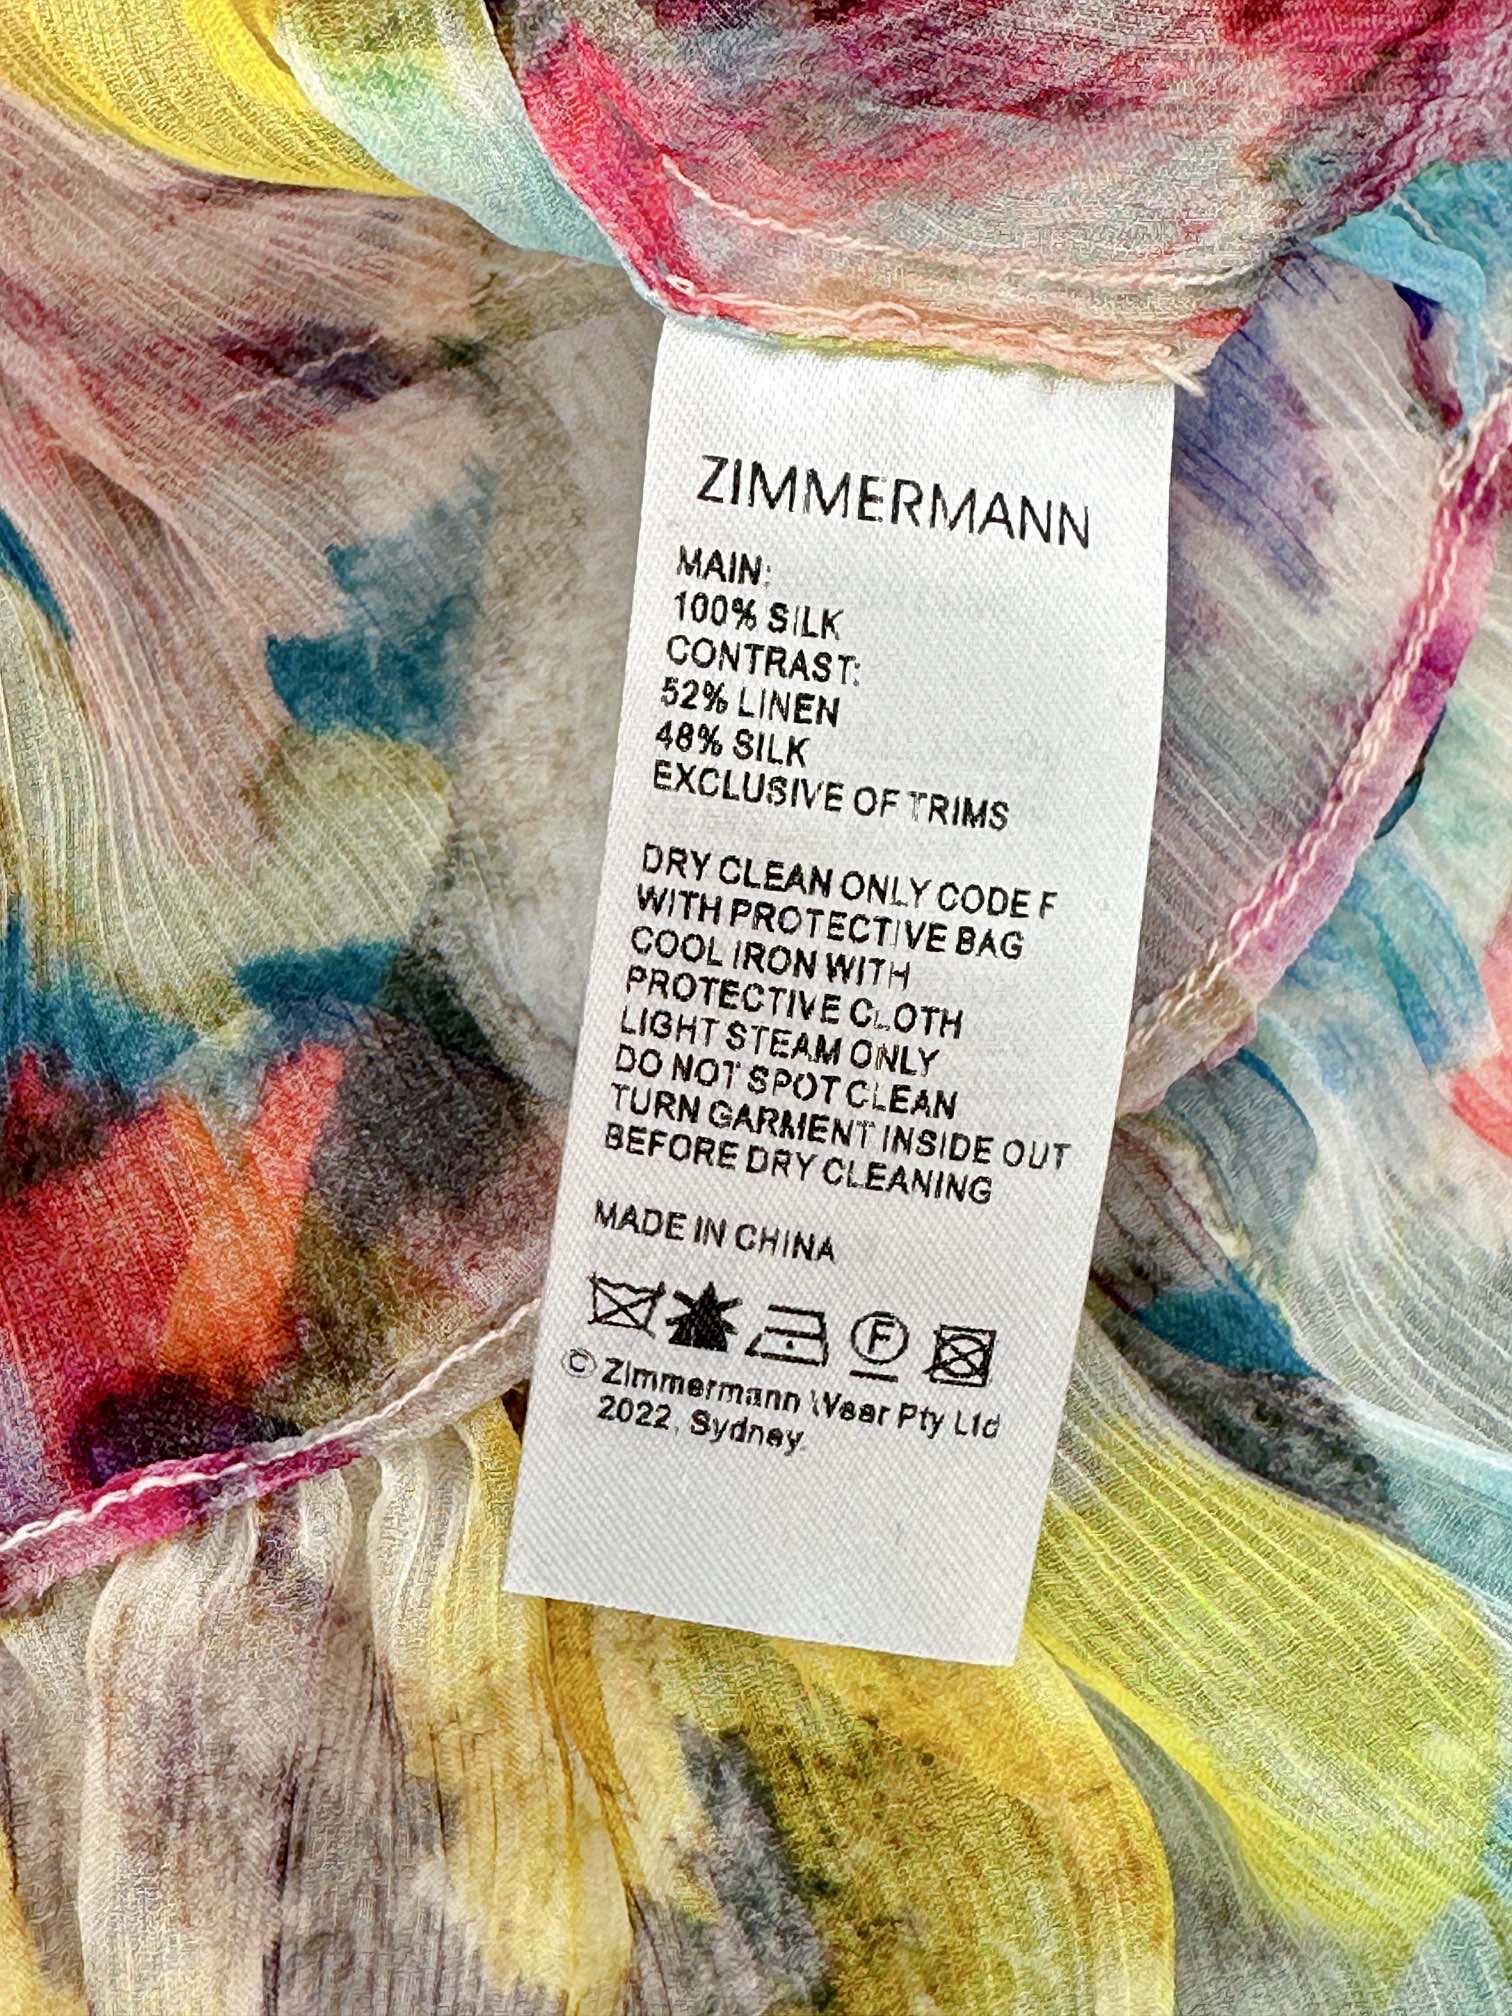 ZIMMERMANN
MAIN:
100% SILK
CONTRAST:
52% LINEN
48% SILK
EXCLUSIVE OF TRIMS
DRY CLEAN ONLY CODE F
WITH PROTECTIVE BAG
COOL IRON WITH
PROTECTIVE CLOTH
LIGHT STEAM ONLY
DO NOT SPOT CLEAN
TURN GARMENT INSIDE OUT
BEFORE DRY CLEANING
MADE IN CHINA
F
© Zimmermann Wear Pty Ltd
2022, Sydney.